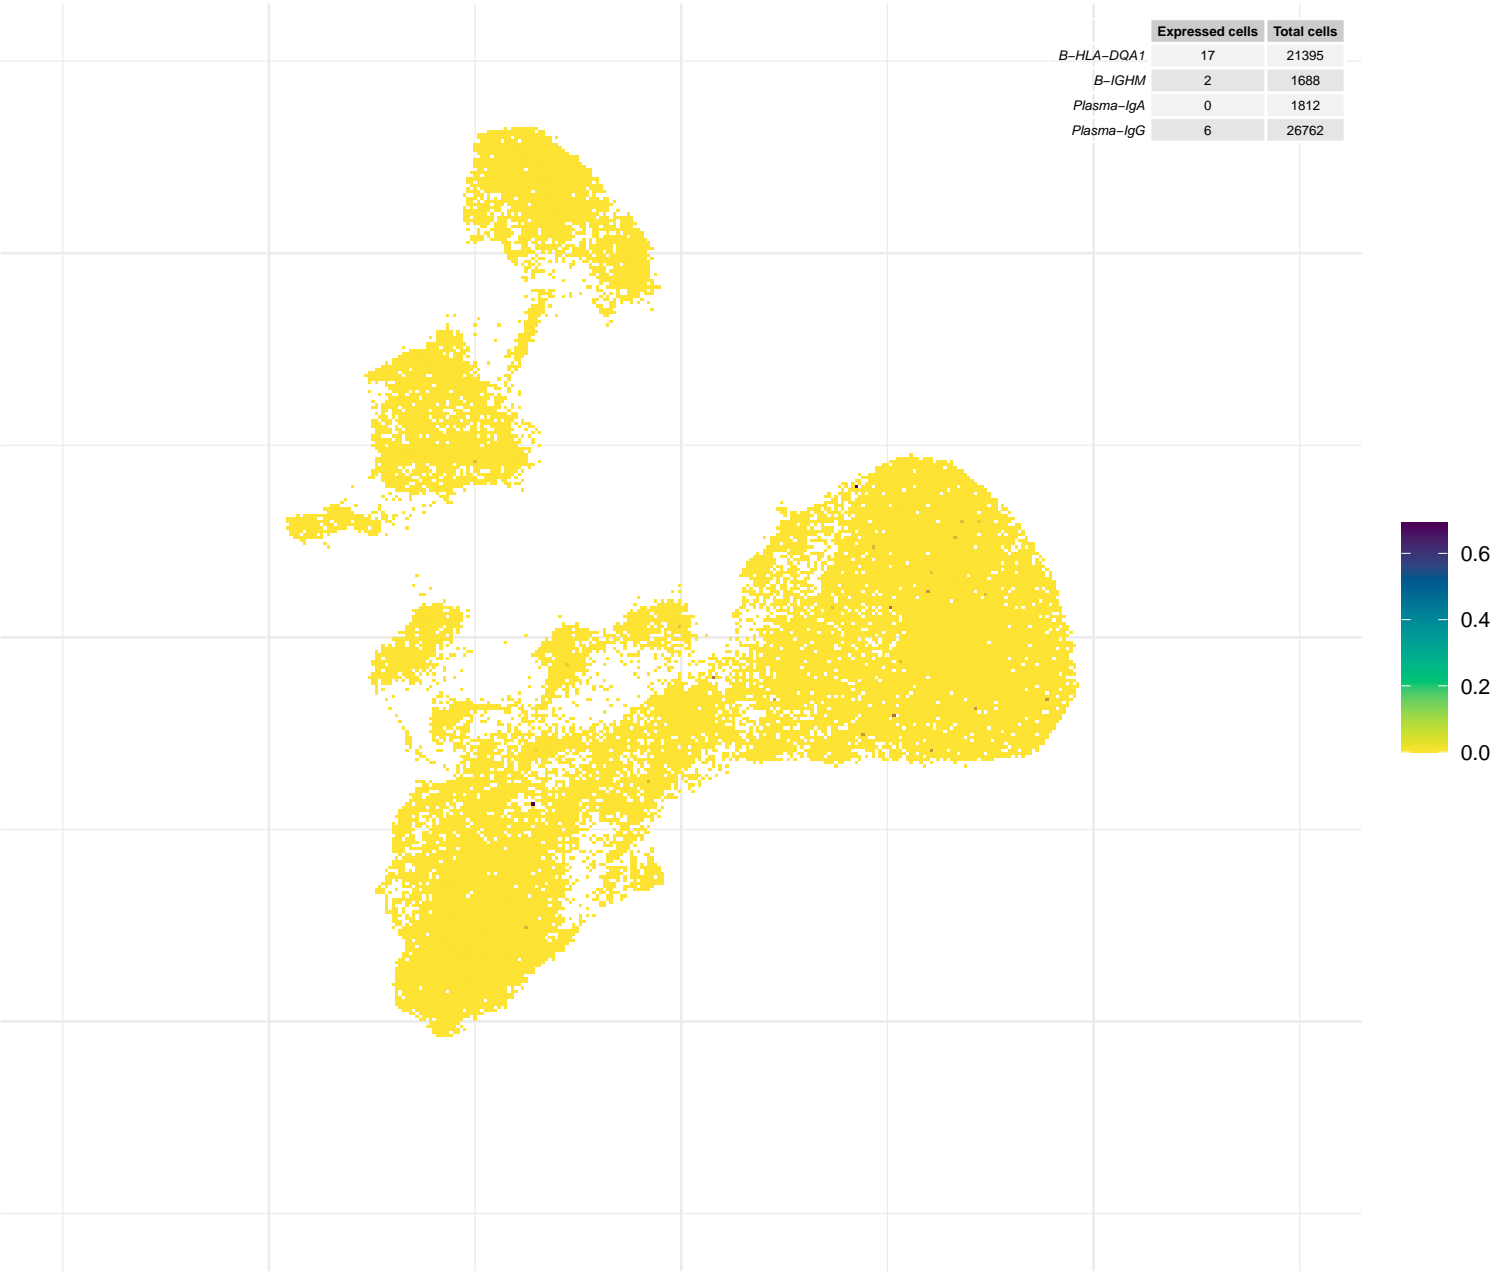 Expressed cells Total cells
B−HLA−DQA1 17 21395
B−IGHM 2 1688
Plasma−IgA 0 1812
Plasma−IgG 6 26762
0.6
0.4
0.2
0.0